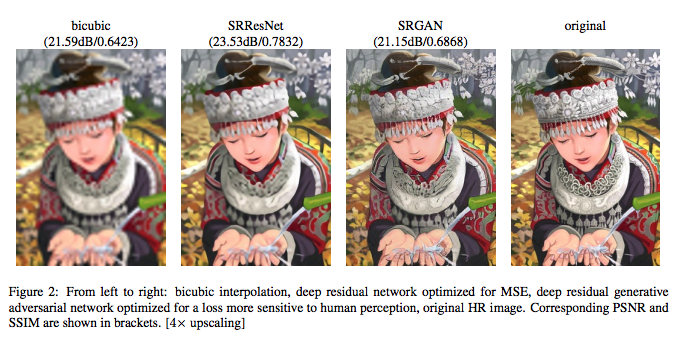 bicubic
(21.59dB/0.6423)
SRResNet
(23.53dB/0.7832)
SRGAN
(21.15dB/0.6868)
original
Figure 2: From left to right: bicubic interpolation, deep residual network optimized for MSE, deep residual generative
adversarial network optimized for a loss more sensitive to human perception, original HR image. Corresponding PSNR and
SSIM are shown in brackets. [4× upscaling]